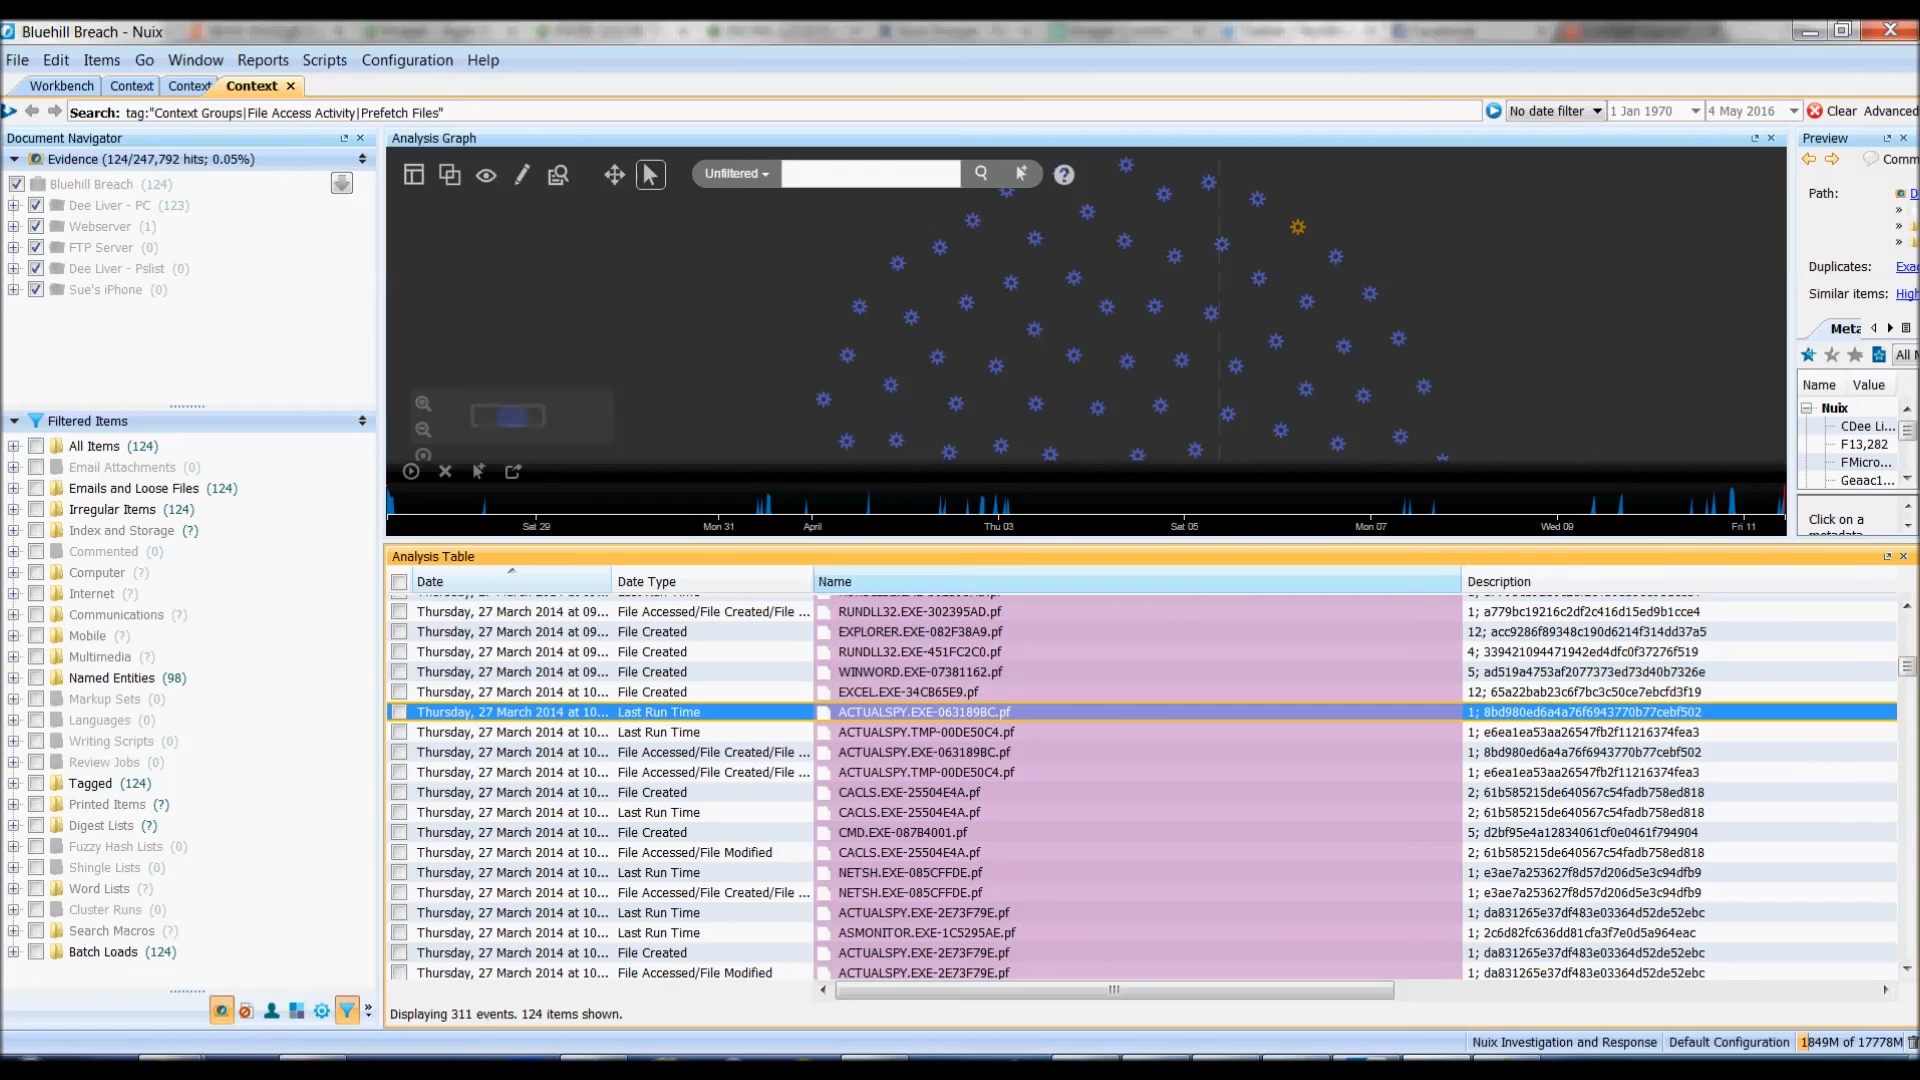 Bluehill Breach - Nuix
File Edit Items Go Window Reports Scripts Configuration Help
Workbench Context Context Context ✕
Search: tag:"Context Groups|File Access Activity|Prefetch Files" No date filter 1 Jan 1970 4 May 2016 Clear Advanced
Document Navigator
Evidence (124/247,792 hits; 0.05%)
Bluehill Breach (124)
Dee Liver - PC (123)
Webserver (1)
FTP Server (0)
Dee Liver - Pslist (0)
Sue's iPhone (0)
Filtered Items
All Items (124)
Email Attachments (0)
Emails and Loose Files (124)
Irregular Items (124)
Index and Storage (?)
Commented (0)
Computer (?)
Internet (?)
Communications (?)
Mobile (?)
Multimedia (?)
Named Entities (98)
Markup Sets (0)
Languages (0)
Writing Scripts (0)
Review Jobs (0)
Tagged (124)
Printed Items (?)
Digest Lists (?)
Fuzzy Hash Lists (0)
Shingle Lists (0)
Word Lists (?)
Cluster Runs (0)
Search Macros (?)
Batch Loads (124)
Analysis Graph
Unfiltered
Sat 29 Mon 31 April Thu 03 Sat 05 Mon 07 Wed 09 Fri 11
Preview
Comm
Path: D
»
»
»
Duplicates: Exac
Similar items: High
Meta
All M
Name Value
Nuix
CDee Li...
F13,282
FMicro...
Geaac1...
Click on a
metadata
Analysis Table
Date Date Type Name Description
Thursday, 27 March 2014 at 09... File Accessed/File Created/File ... RUNDLL32.EXE-302395AD.pf 1; a779bc19216c2df2c416d15ed9b1cce4
Thursday, 27 March 2014 at 09... File Created EXPLORER.EXE-082F38A9.pf 12; acc9286f89348c190d6214f314dd37a5
Thursday, 27 March 2014 at 09... File Created RUNDLL32.EXE-451FC2C0.pf 4; 339421094471942ed4dfc0f37276f519
Thursday, 27 March 2014 at 09... File Created WINWORD.EXE-07381162.pf 5; ad519a4753af2077373ed73d40b7326e
Thursday, 27 March 2014 at 10... File Created EXCEL.EXE-34CB65E9.pf 12; 65a22bab23c6f7bc3c50ce7ebcfd3f19
Thursday, 27 March 2014 at 10... Last Run Time ACTUALSPY.EXE-063189BC.pf 1; 8bd980ed6a4a76f6943770b77cebf502
Thursday, 27 March 2014 at 10... Last Run Time ACTUALSPY.TMP-00DE50C4.pf 1; e6ea1ea53aa26547fb2f11216374fea3
Thursday, 27 March 2014 at 10... File Accessed/File Created/File ... ACTUALSPY.EXE-063189BC.pf 1; 8bd980ed6a4a76f6943770b77cebf502
Thursday, 27 March 2014 at 10... File Accessed/File Created/File ... ACTUALSPY.TMP-00DE50C4.pf 1; e6ea1ea53aa26547fb2f11216374fea3
Thursday, 27 March 2014 at 10... File Created CACLS.EXE-25504E4A.pf 2; 61b585215de640567c54fadb758ed818
Thursday, 27 March 2014 at 10... Last Run Time CACLS.EXE-25504E4A.pf 2; 61b585215de640567c54fadb758ed818
Thursday, 27 March 2014 at 10... File Created CMD.EXE-087B4001.pf 5; d2bf95e4a12834061cf0e0461f794904
Thursday, 27 March 2014 at 10... File Accessed/File Modified CACLS.EXE-25504E4A.pf 2; 61b585215de640567c54fadb758ed818
Thursday, 27 March 2014 at 10... Last Run Time NETSH.EXE-085CFFDE.pf 1; e3ae7a253627f8d57d206d5e3c94dfb9
Thursday, 27 March 2014 at 10... File Accessed/File Created/File ... NETSH.EXE-085CFFDE.pf 1; e3ae7a253627f8d57d206d5e3c94dfb9
Thursday, 27 March 2014 at 10... Last Run Time ACTUALSPY.EXE-2E73F79E.pf 1; da831265e37df483e03364d52de52ebc
Thursday, 27 March 2014 at 10... Last Run Time ASMONITOR.EXE-1C5295AE.pf 1; 2c6d82fc636dd81cfa3f7e0d5a964eac
Thursday, 27 March 2014 at 10... File Created ACTUALSPY.EXE-2E73F79E.pf 1; da831265e37df483e03364d52de52ebc
Thursday, 27 March 2014 at 10... File Accessed/File Modified ACTUALSPY.EXE-2E73F79E.pf 1; da831265e37df483e03364d52de52ebc
Displaying 311 events. 124 items shown.
Nuix Investigation and Response Default Configuration 1849M of 17778M